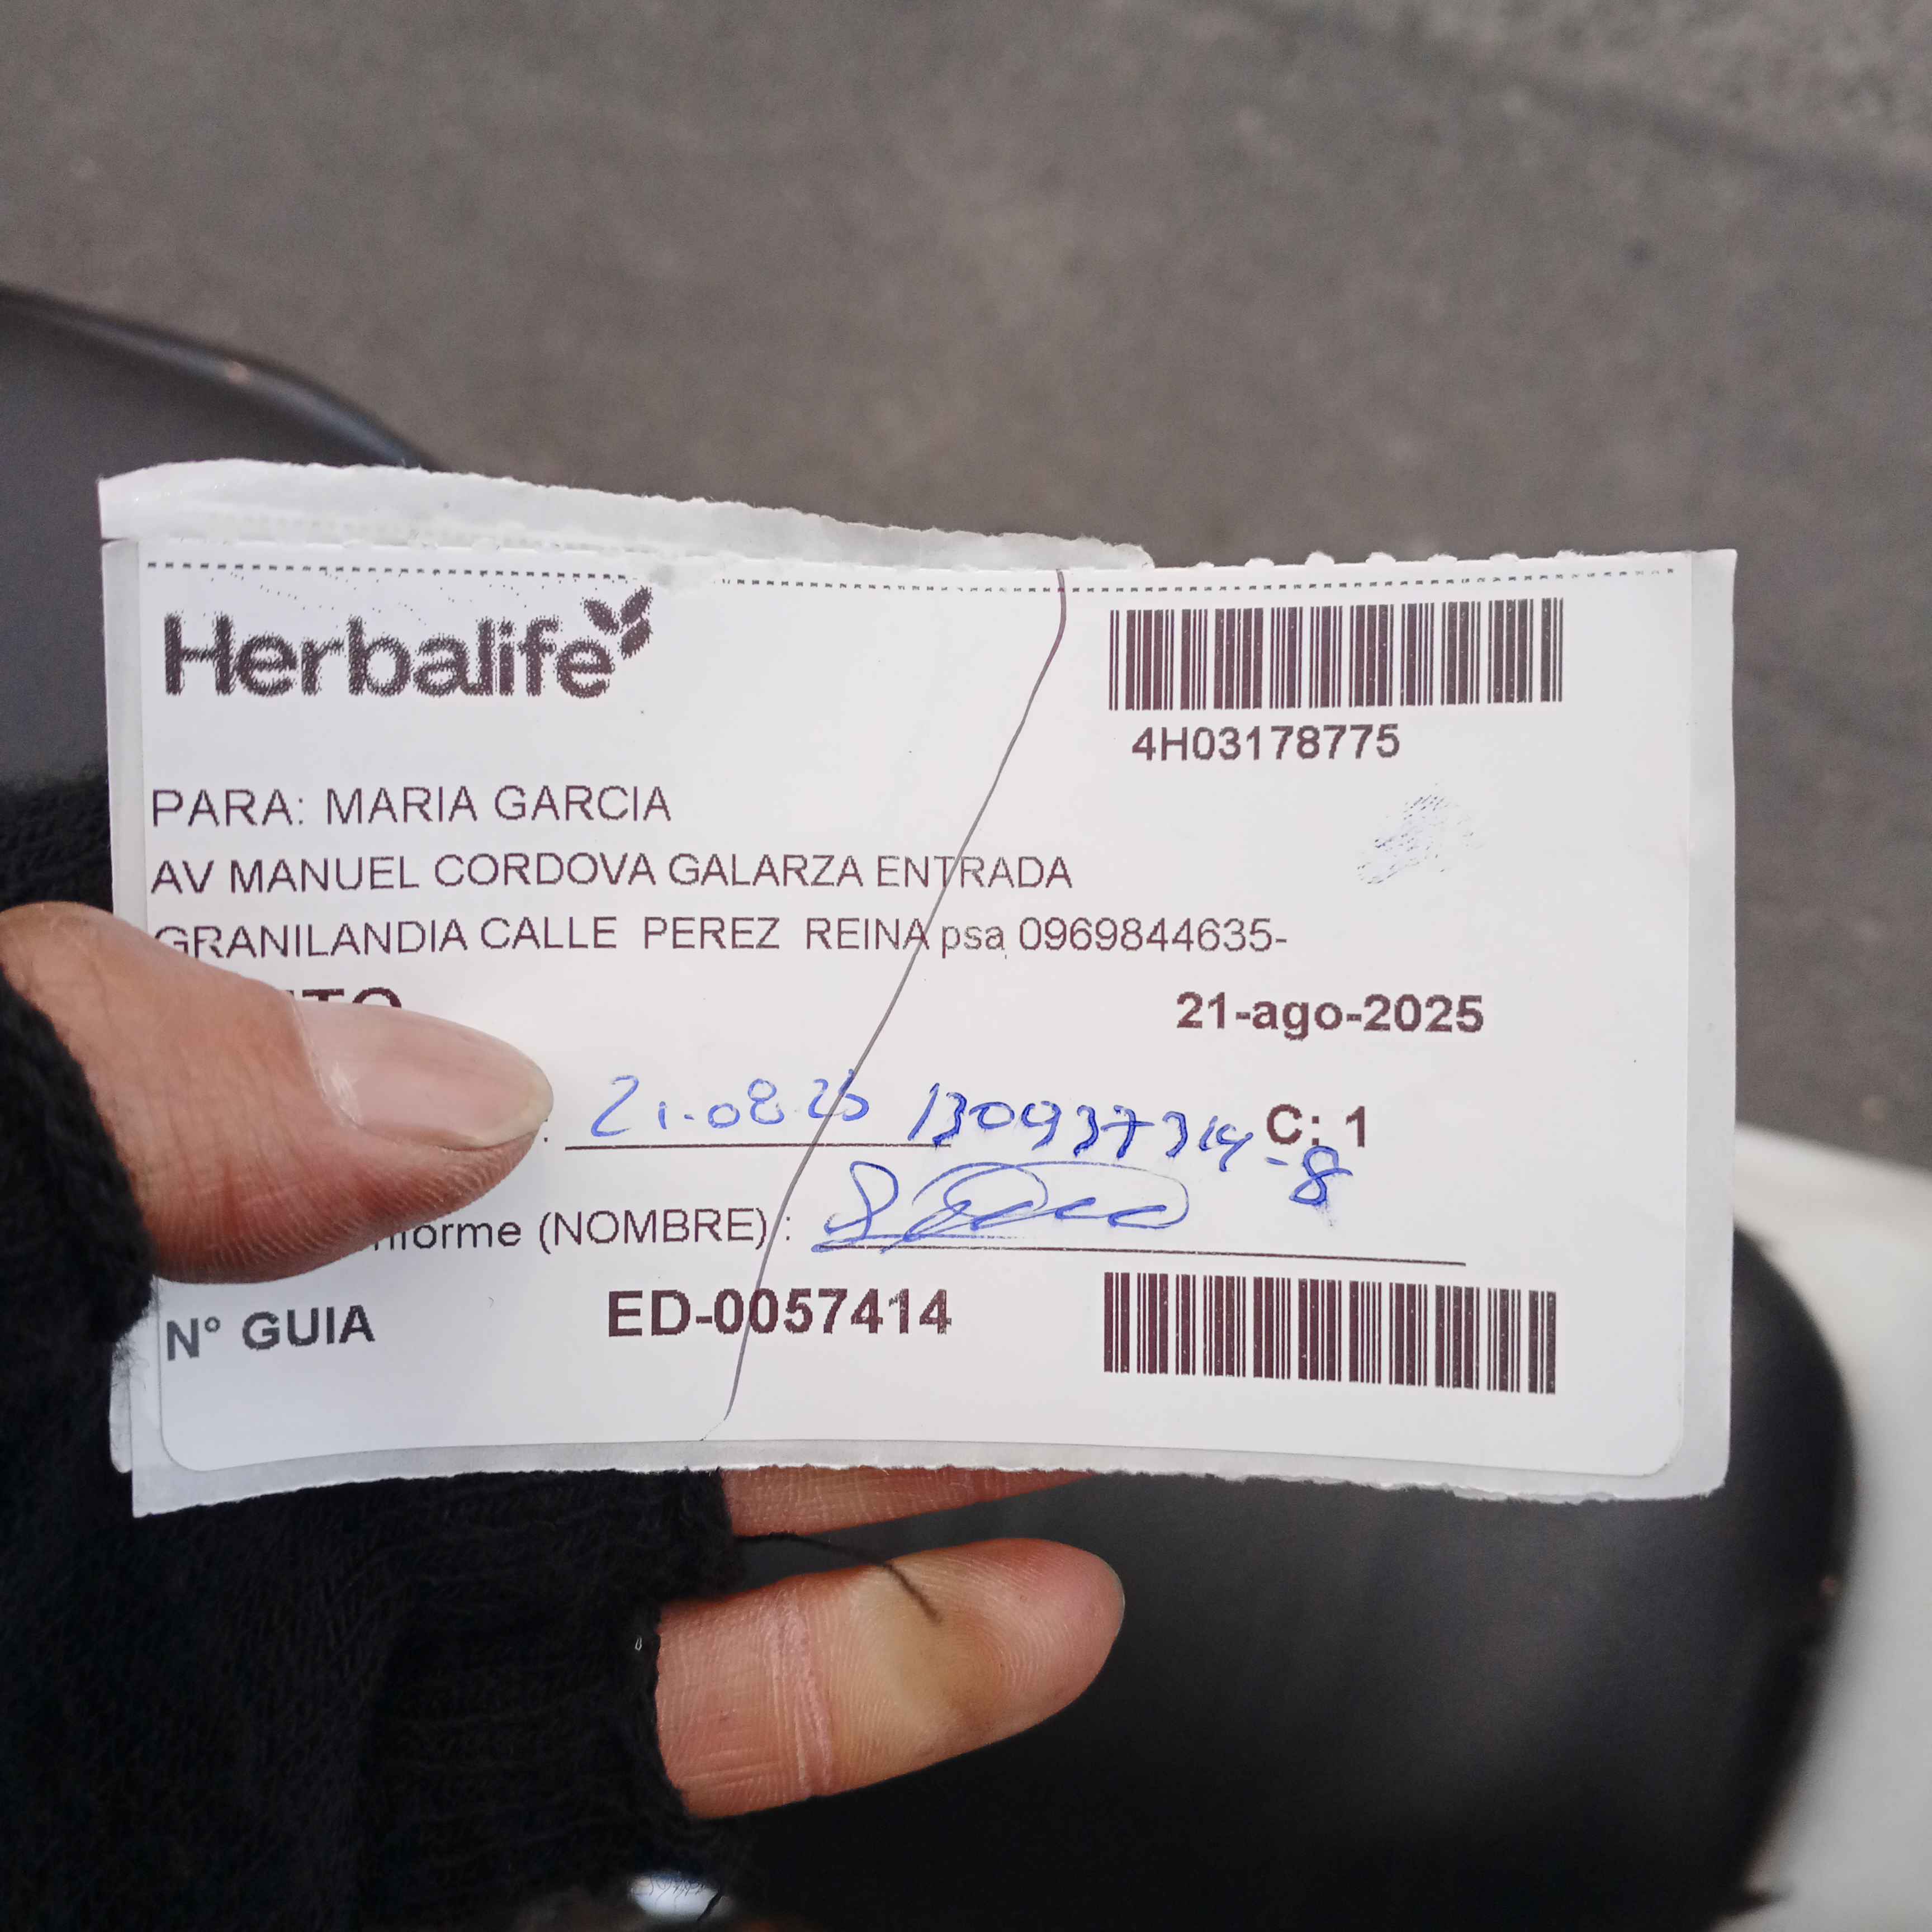 Herbalife
4H03178775
PARA: MARIA GARCIA
AV MANUEL CORDOVA GALARZA ENTRADA
GRANILANDIA CALLE PEREZ REINA psa 0969844635-
21-ago-2025
: 21-08-25 130937314-8 C: 1
(NOMBRE) :
N° GUIA ED-0057414